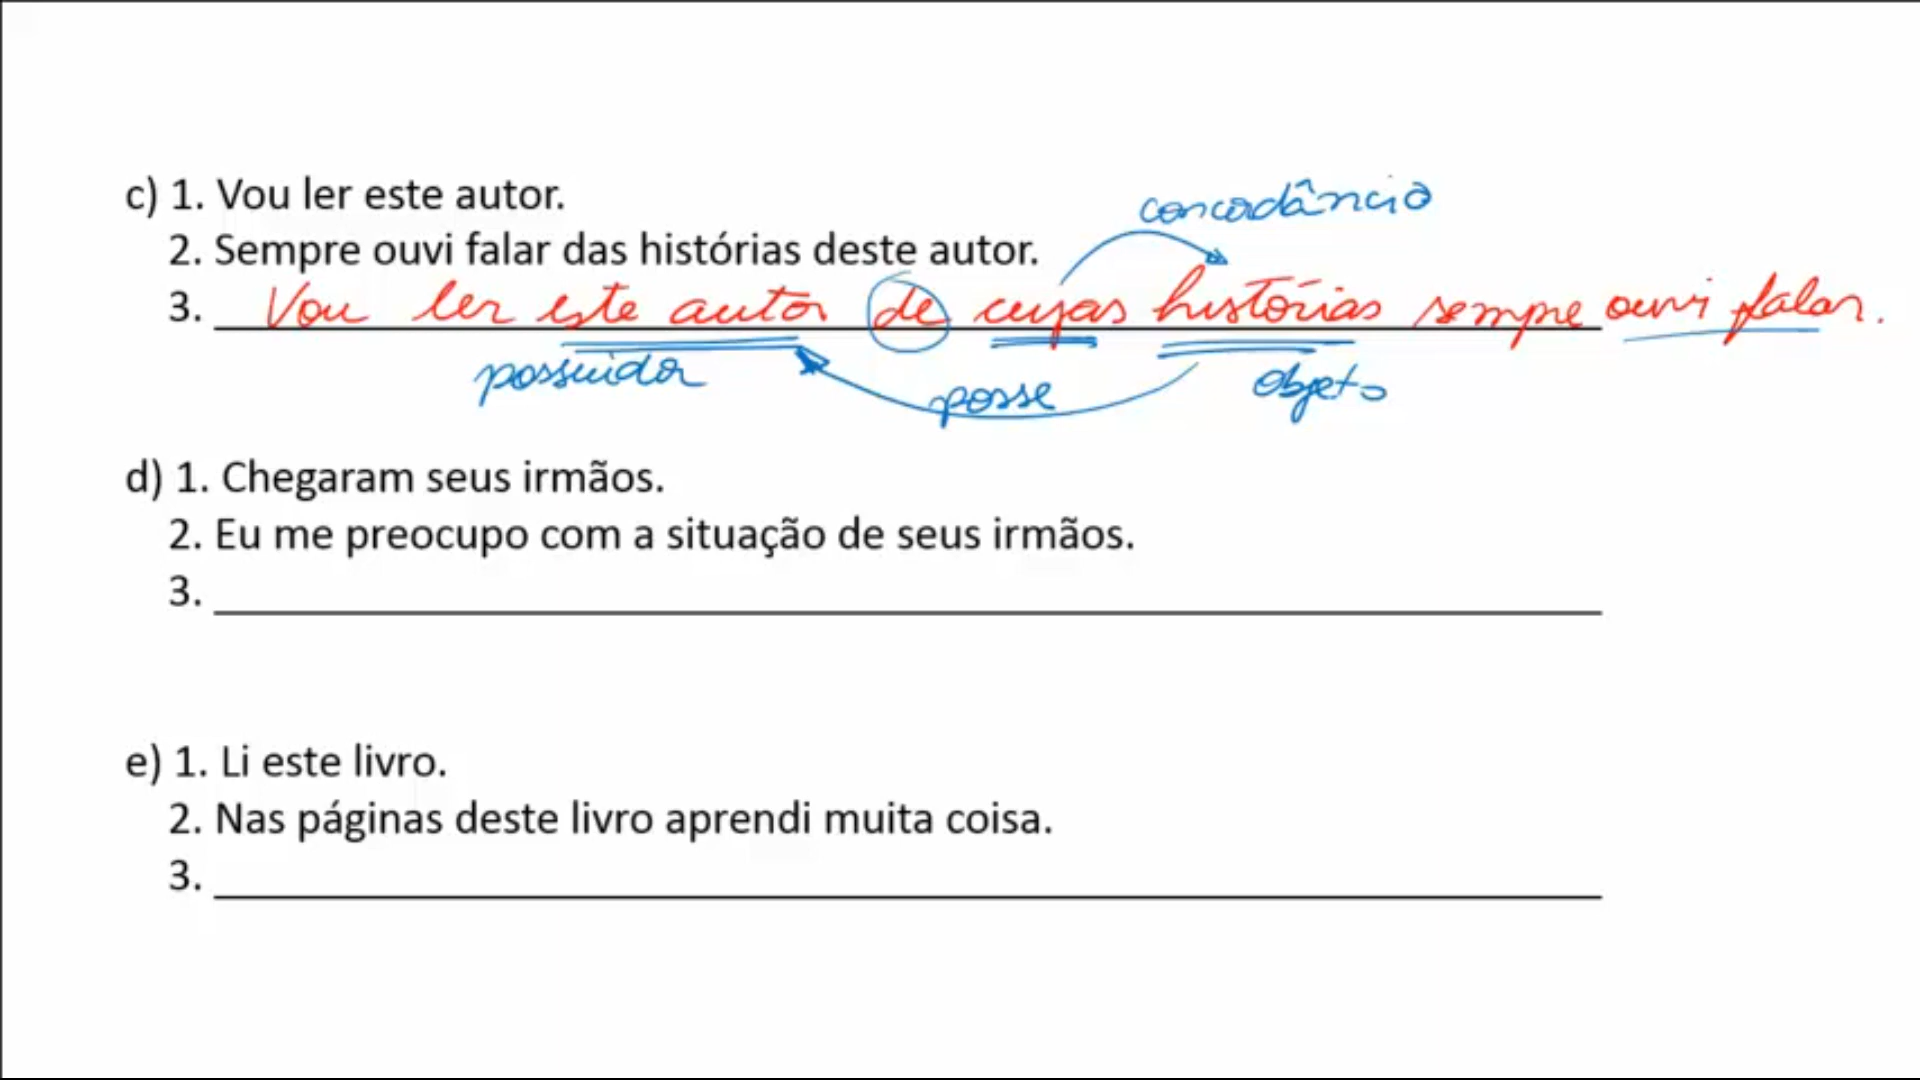 c) 1. Vou ler este autor.
concordância
2. Sempre ouvi falar das histórias deste autor.
3. Vou ler este autor de cujas histórias sempre ouvi falar.
possuidor posse objeto
d) 1. Chegaram seus irmãos.
2. Eu me preocupo com a situação de seus irmãos.
3.
e) 1. Li este livro.
2. Nas páginas deste livro aprendi muita coisa.
3.